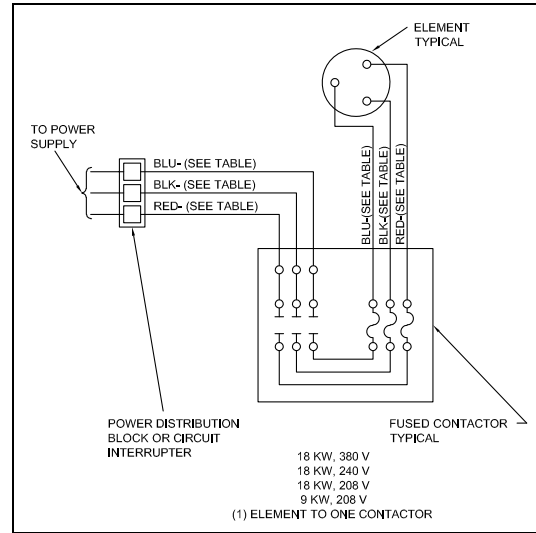 ELEMENT
TYPICAL
TO POWER
SUPPLY
BLU- (SEE TABLE)
BLK- (SEE TABLE)
RED- (SEE TABLE)
BLU-(SEE TABLE)
BLK-(SEE TABLE)
RED-(SEE TABLE)
POWER DISTRIBUTION
BLOCK OR CIRCUIT
INTERRUPTER
FUSED CONTACTOR
TYPICAL
18 KW, 380 V
18 KW, 240 V
18 KW, 208 V
9 KW, 208 V
(1) ELEMENT TO ONE CONTACTOR